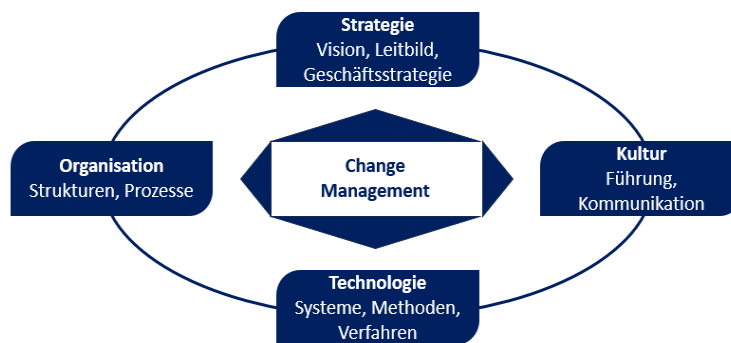 Strategie
Vision, Leitbild,
Geschäftsstrategie
Organisation
Strukturen, Prozesse
Change
Management
Kultur
Führung,
Kommunikation
Technologie
Systeme, Methoden,
Verfahren